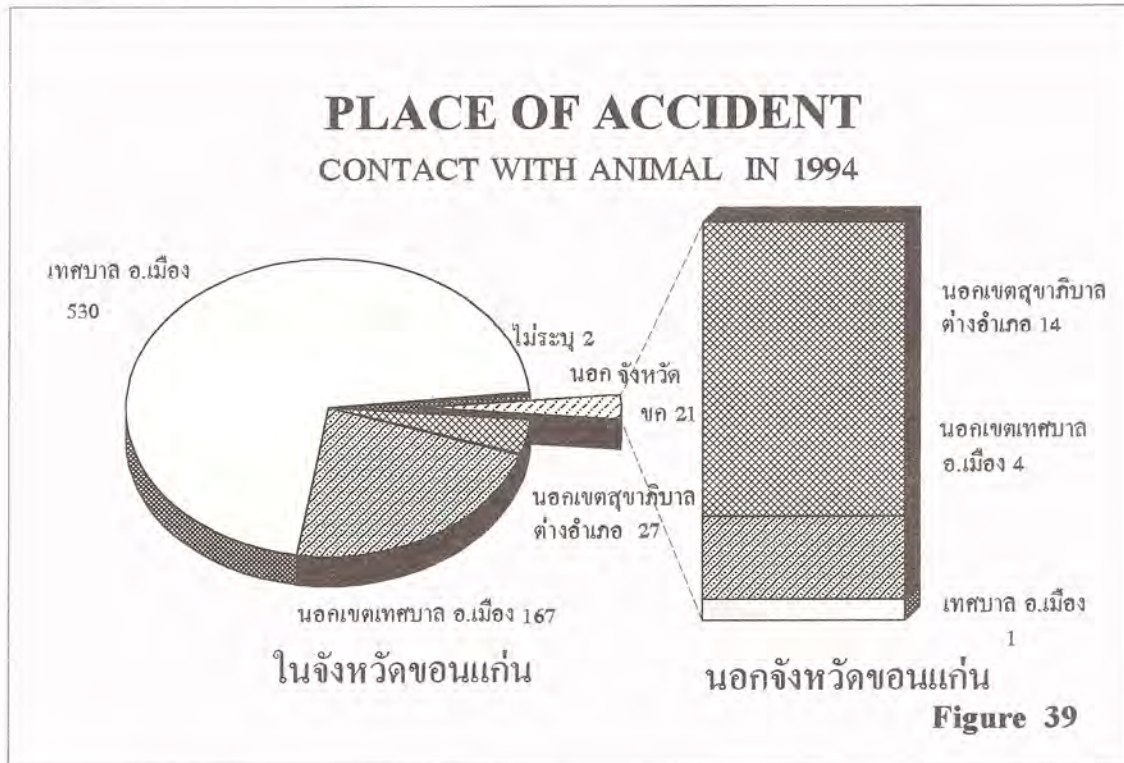 PLACE OF ACCIDENT
CONTACT WITH ANIMAL IN 1994
เทศบาล อ.เมือง
530
ไม่ระบุ 2
นอก จังหวัด
ขก 21
นอกเขตสุขาภิบาล
ต่างอำเภอ 27
นอกเขตเทศบาล อ.เมือง 167
ในจังหวัดขอนแก่น
นอกเขตสุขาภิบาล
ต่างอำเภอ 14
นอกเขตเทศบาล
อ.เมือง 4
เทศบาล อ.เมือง
1
นอกจังหวัดขอนแก่น
Figure 39